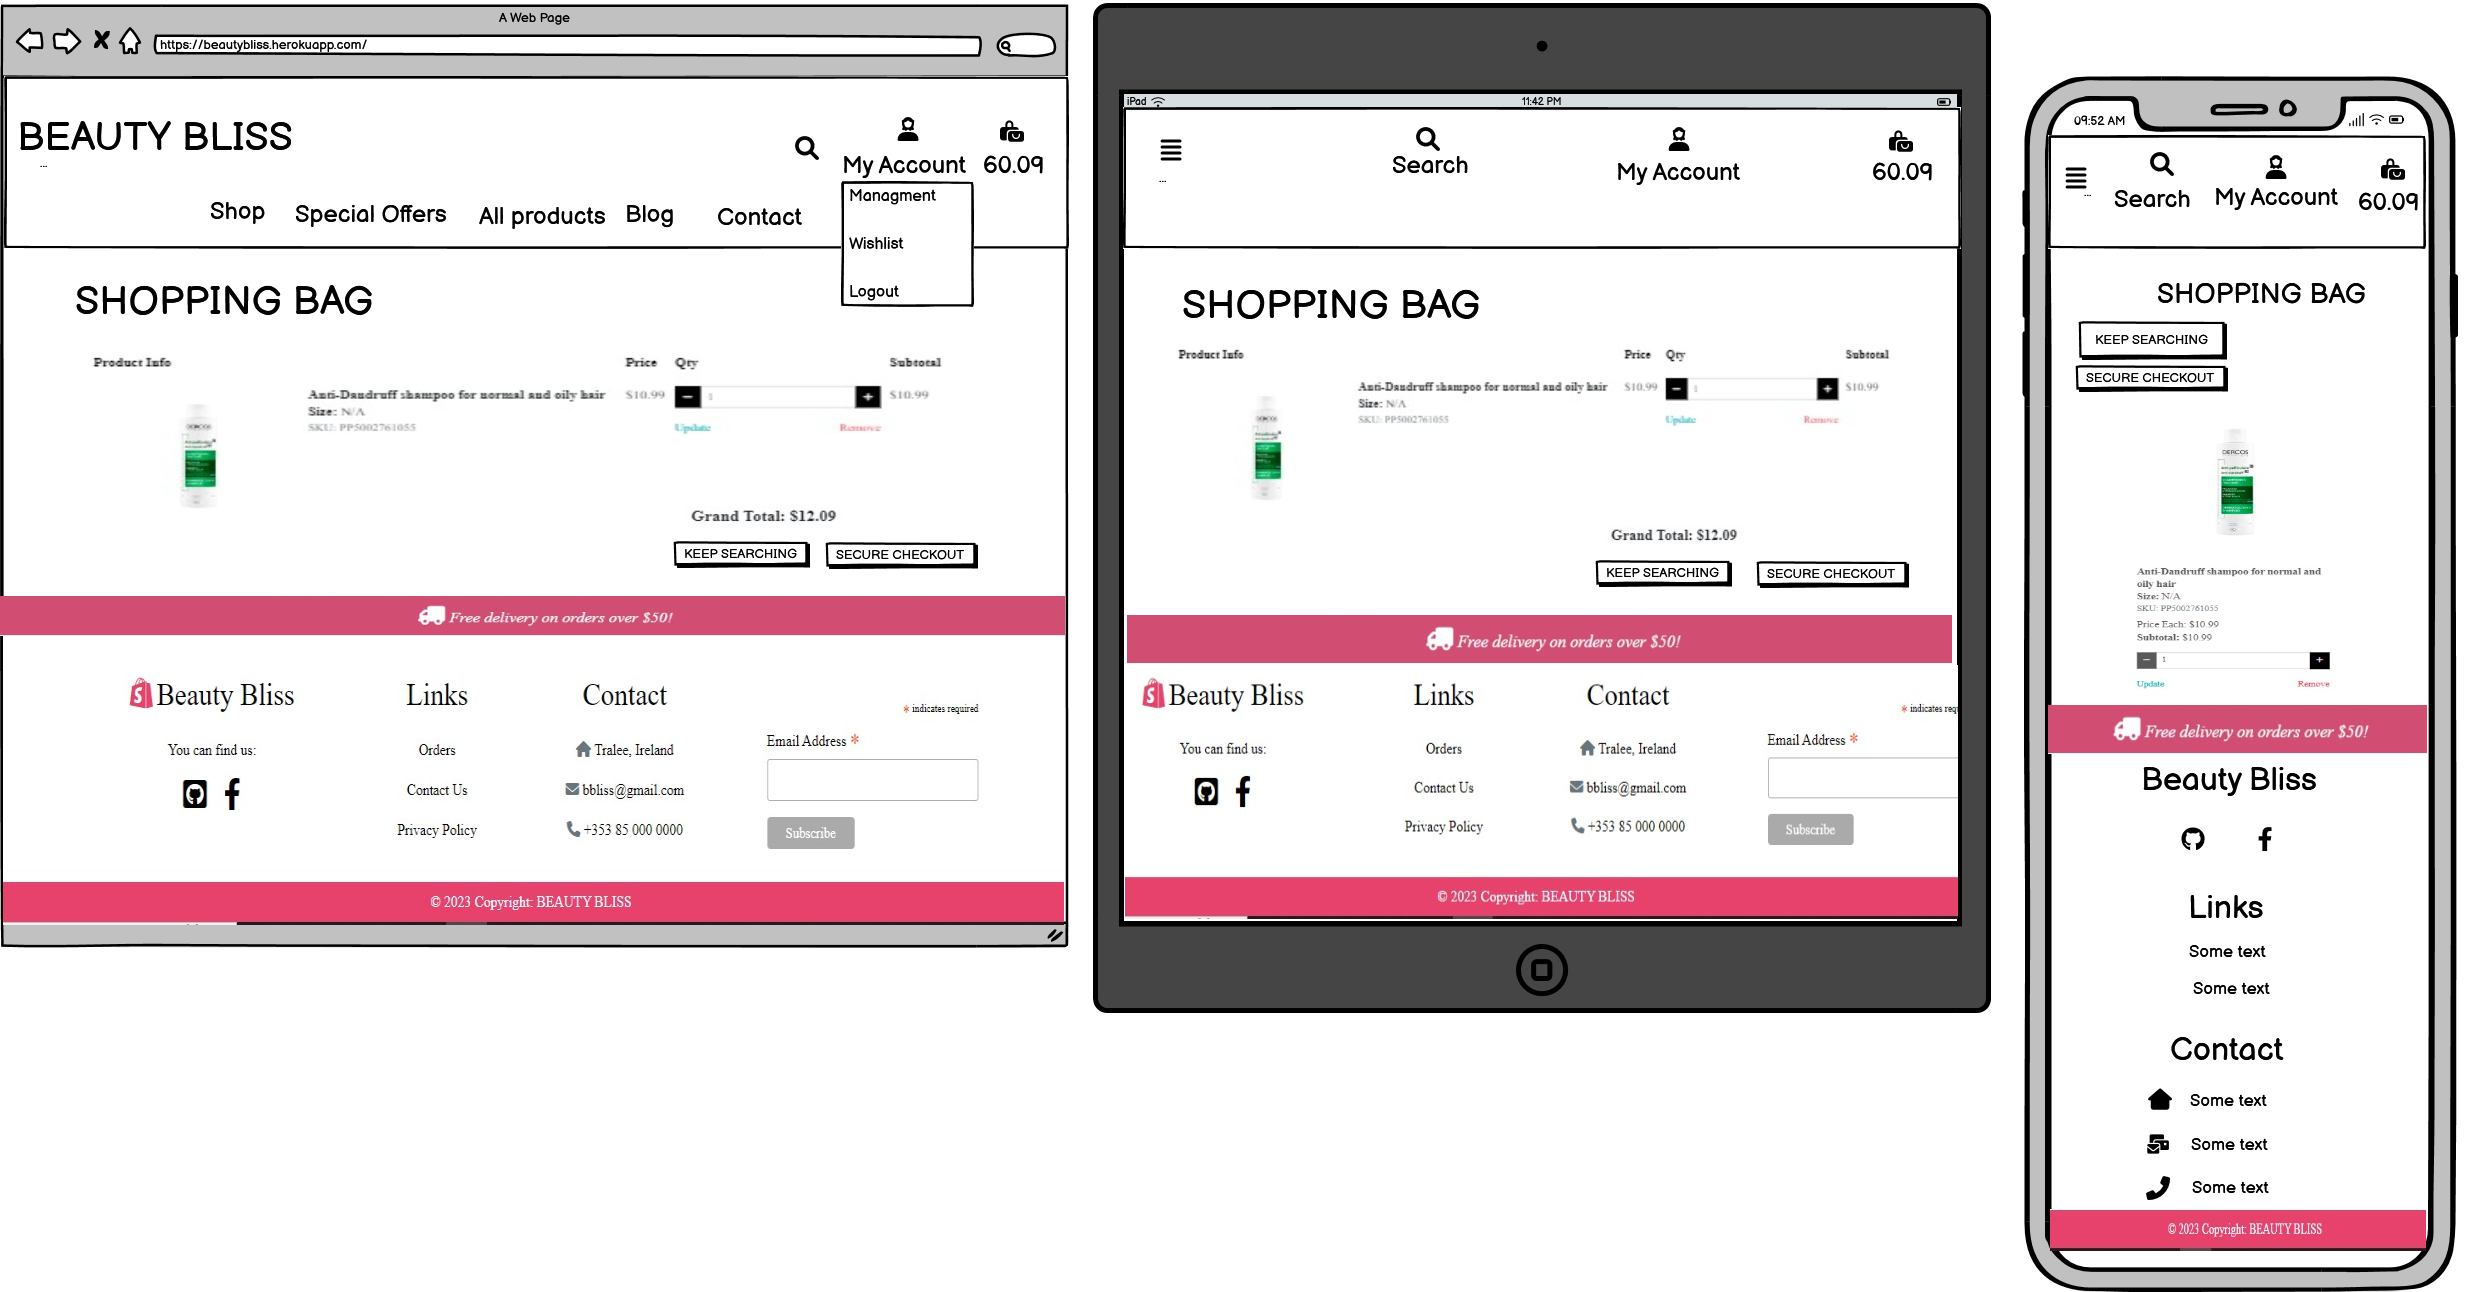 A Web Page
https://beautybliss.herokuapp.com/
BEAUTY BLISS
...
My Account
60.09
Shop
Special Offers
All products
Blog
Contact
Managment
Wishlist
Logout
SHOPPING BAG
Product Info
Price
Qty
Subtotal
Anti-Dandruff shampoo for normal and oily hair
$10.99
1
$10.99
Size: N/A
SKU: PP5002761055
Update
Remove
DERCOS
Grand Total: $12.09
KEEP SEARCHING
SECURE CHECKOUT
Free delivery on orders over $50!
Beauty Bliss
Links
Contact
* indicates required
You can find us:
Orders
Tralee, Ireland
Email Address *
Contact Us
bbliss@gmail.com
Privacy Policy
+353 85 000 0000
Subscribe
© 2023 Copyright: BEAUTY BLISS
iPad
11:42 PM
Search
My Account
60.09
...
SHOPPING BAG
Product Info
Price
Qty
Subtotal
Anti-Dandruff shampoo for normal and oily hair
$10.99
1
$10.99
Size: N/A
SKU: PP5002761055
Update
Remove
DERCOS
Grand Total: $12.09
KEEP SEARCHING
SECURE CHECKOUT
Free delivery on orders over $50!
Beauty Bliss
Links
Contact
* indicates requ
You can find us:
Orders
Tralee, Ireland
Email Address *
Contact Us
bbliss@gmail.com
Privacy Policy
+353 85 000 0000
Subscribe
© 2023 Copyright: BEAUTY BLISS
09:52 AM
Search
My Account
60.09
...
SHOPPING BAG
KEEP SEARCHING
SECURE CHECKOUT
DERCOS
Anti-Dandruff shampoo for normal and
oily hair
Size: N/A
SKU: PP5002761055
Price Each: $10.99
Subtotal: $10.99
1
Update
Remove
Free delivery on orders over $50!
Beauty Bliss
Links
Some text
Some text
Contact
Some text
Some text
Some text
© 2023 Copyright: BEAUTY BLISS